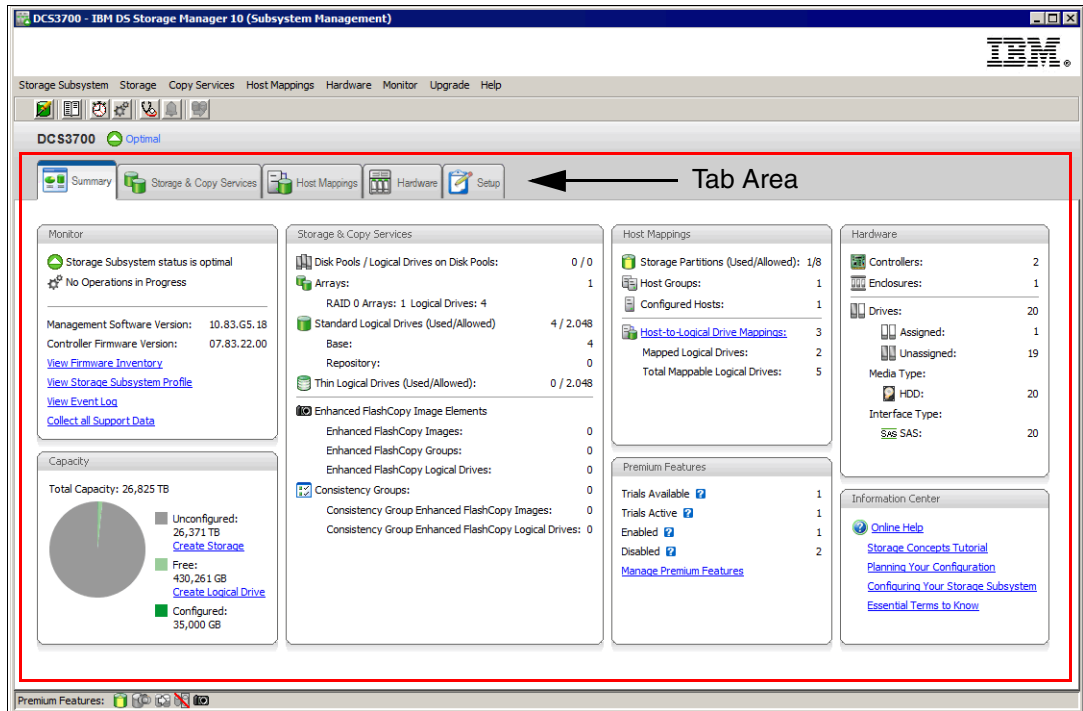 DCS3700 - IBM DS Storage Manager 10 (Subsystem Management)
IBM®
Storage Subsystem Storage Copy Services Host Mappings Hardware Monitor Upgrade Help
DCS3700 Optimal
Summary Storage & Copy Services Host Mappings Hardware Setup
Tab Area
Monitor
Storage Subsystem status is optimal
No Operations in Progress
Management Software Version: 10.83.G5.18
Controller Firmware Version: 07.83.22.00
View Firmware Inventory
View Storage Subsystem Profile
View Event Log
Collect all Support Data
Capacity
Total Capacity: 26,825 TB
Unconfigured:
26,371 TB
Create Storage
Free:
430,261 GB
Create Logical Drive
Configured:
35,000 GB
Storage & Copy Services
Disk Pools / Logical Drives on Disk Pools: 0 / 0
Arrays: 1
RAID 0 Arrays: 1 Logical Drives: 4
Standard Logical Drives (Used/Allowed) 4 / 2.048
Base: 4
Repository: 0
Thin Logical Drives (Used/Allowed): 0 / 2.048
Enhanced FlashCopy Image Elements
Enhanced FlashCopy Images: 0
Enhanced FlashCopy Groups: 0
Enhanced FlashCopy Logical Drives: 0
Consistency Groups: 0
Consistency Group Enhanced FlashCopy Images: 0
Consistency Group Enhanced FlashCopy Logical Drives: 0
Host Mappings
Storage Partitions (Used/Allowed): 1/8
Host Groups: 1
Configured Hosts: 1
Host-to-Logical Drive Mappings: 3
Mapped Logical Drives: 2
Total Mappable Logical Drives: 5
Premium Features
Trials Available ? 1
Trials Active ? 1
Enabled ? 1
Disabled ? 2
Manage Premium Features
Hardware
Controllers: 2
Enclosures: 1
Drives: 20
Assigned: 1
Unassigned: 19
Media Type:
HDD: 20
Interface Type:
SAS SAS: 20
Information Center
? Online Help
Storage Concepts Tutorial
Planning Your Configuration
Configuring Your Storage Subsystem
Essential Terms to Know
Premium Features: